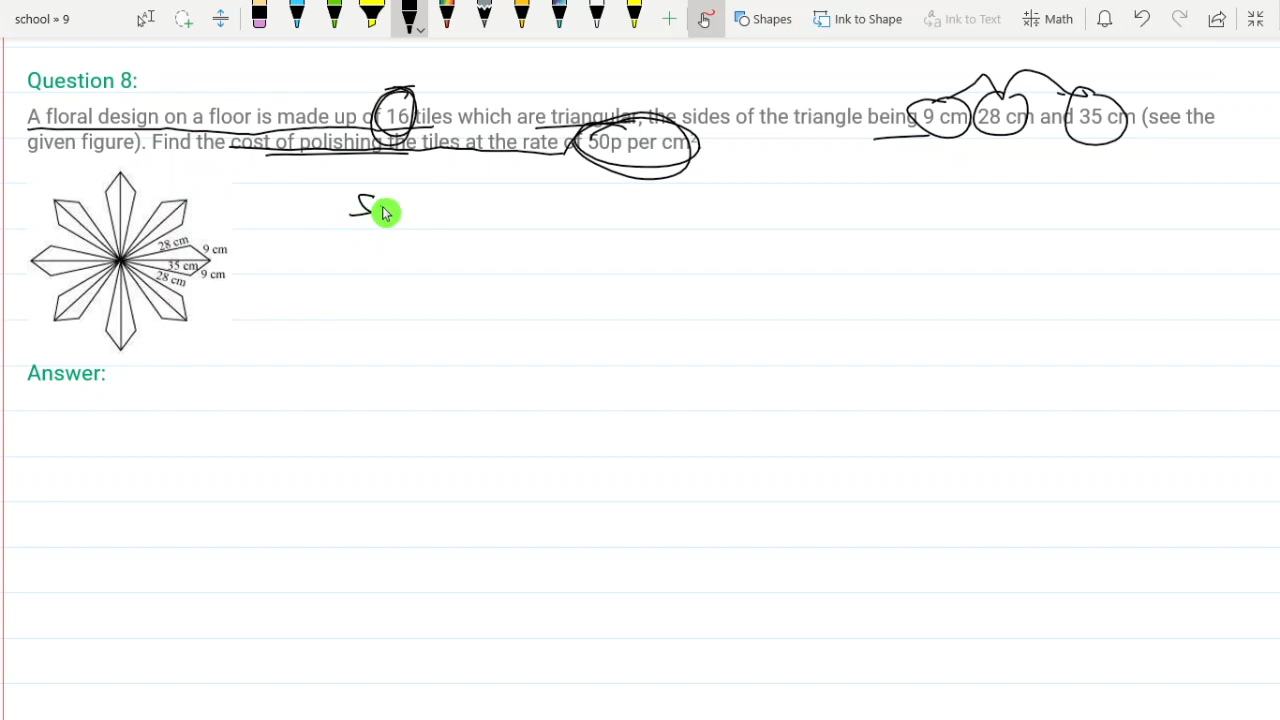 school » 9
Shapes
Ink to Shape
Ink to Text
Math
Question 8:
A floral design on a floor is made up of 16 tiles which are triangular, the sides of the triangle being 9 cm, 28 cm and 35 cm (see the
given figure). Find the cost of polishing the tiles at the rate of 50p per cm²
S
28 cm
9 cm
35 cm
9 cm
28 cm
Answer: